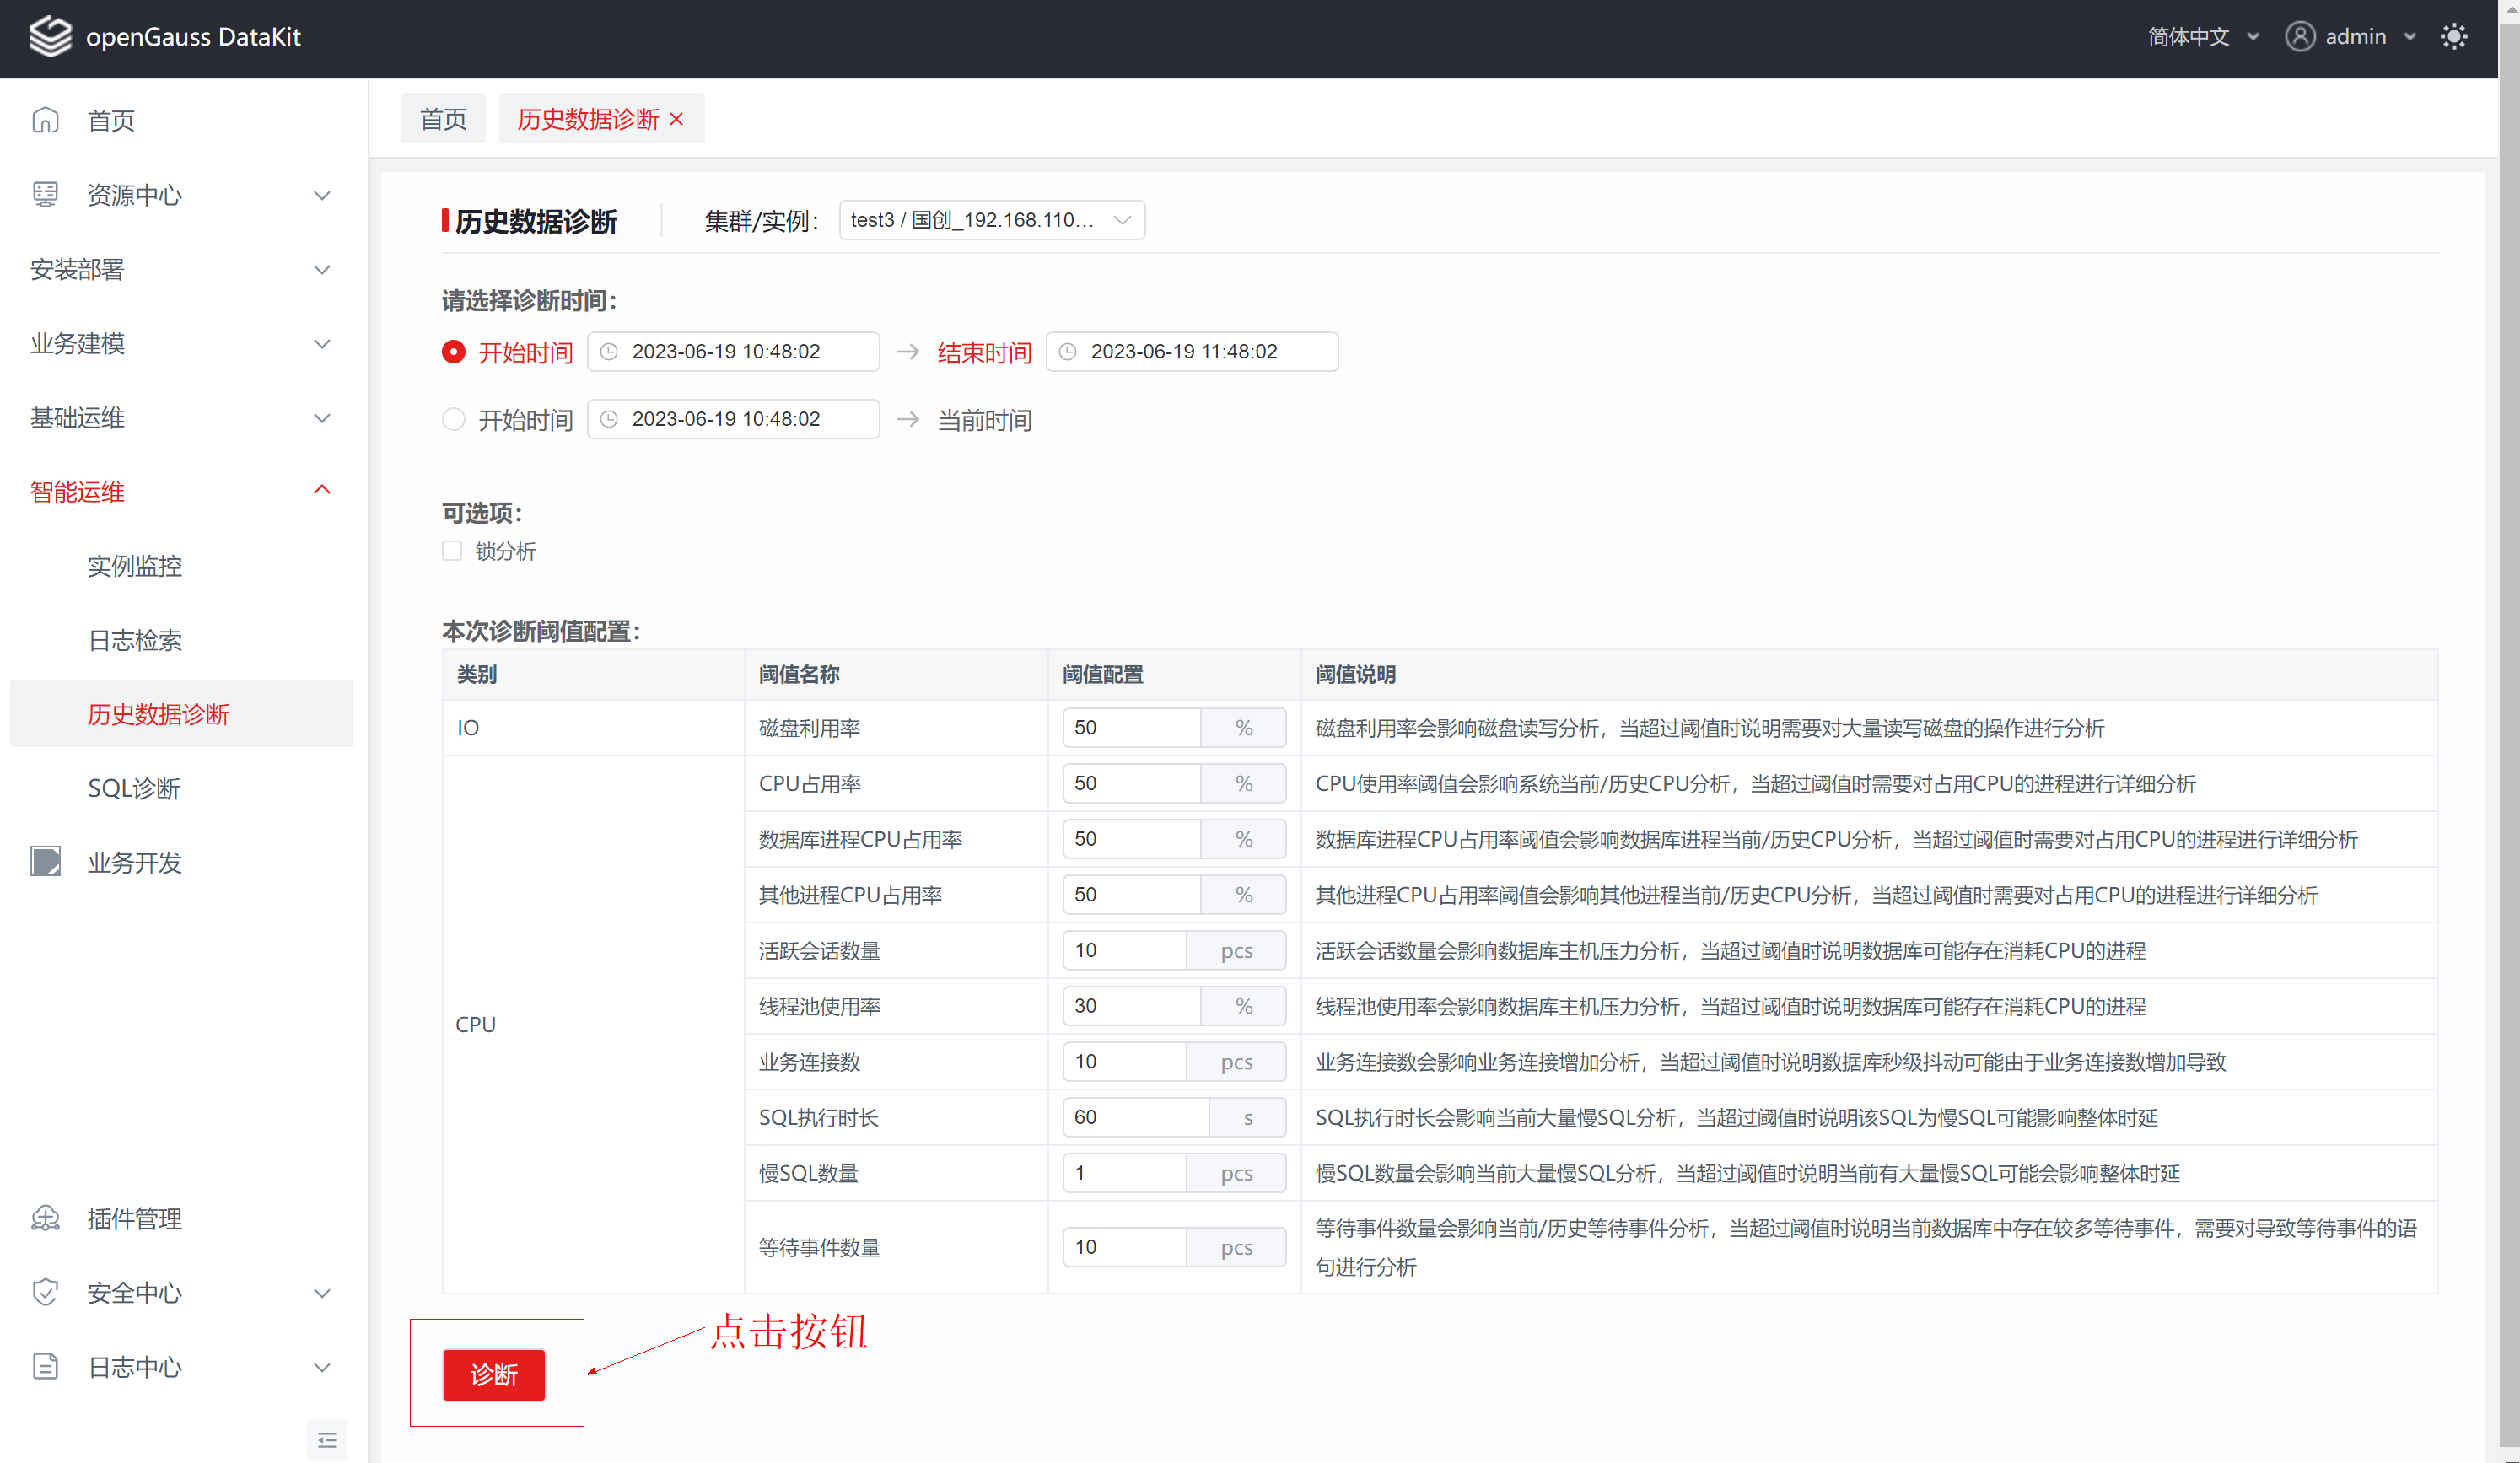 openGauss DataKit
简体中文
admin
首页
资源中心
安装部署
业务建模
基础运维
智能运维
实例监控
日志检索
历史数据诊断
SQL诊断
业务开发
插件管理
安全中心
日志中心
首页
历史数据诊断 ×
历史数据诊断
集群/实例：
test3 / 国创_192.168.110...
请选择诊断时间：
开始时间 2023-06-19 10:48:02 → 结束时间 2023-06-19 11:48:02
开始时间 2023-06-19 10:48:02 → 当前时间
可选项：
锁分析
本次诊断阈值配置：
类别 阈值名称 阈值配置 阈值说明
IO 磁盘利用率 50 % 磁盘利用率会影响磁盘读写分析，当超过阈值时说明需要对大量读写磁盘的操作进行分析
CPU
CPU占用率 50 % CPU使用率阈值会影响系统当前/历史CPU分析，当超过阈值时需要对占用CPU的进程进行详细分析
数据库进程CPU占用率 50 % 数据库进程CPU占用率阈值会影响数据库进程当前/历史CPU分析，当超过阈值时需要对占用CPU的进程进行详细分析
其他进程CPU占用率 50 % 其他进程CPU占用率阈值会影响其他进程当前/历史CPU分析，当超过阈值时需要对占用CPU的进程进行详细分析
活跃会话数量 10 pcs 活跃会话数量会影响数据库主机压力分析，当超过阈值时说明数据库可能存在消耗CPU的进程
线程池使用率 30 % 线程池使用率会影响数据库主机压力分析，当超过阈值时说明数据库可能存在消耗CPU的进程
业务连接数 10 pcs 业务连接数会影响业务连接增加分析，当超过阈值时说明数据库秒级抖动可能由于业务连接数增加导致
SQL执行时长 60 s SQL执行时长会影响当前大量慢SQL分析，当超过阈值时说明该SQL为慢SQL可能影响整体时延
慢SQL数量 1 pcs 慢SQL数量会影响当前大量慢SQL分析，当超过阈值时说明当前有大量慢SQL可能会影响整体时延
等待事件数量 10 pcs 等待事件数量会影响当前/历史等待事件分析，当超过阈值时说明当前数据库中存在较多等待事件，需要对导致等待事件的语
句进行分析
点击按钮
诊断